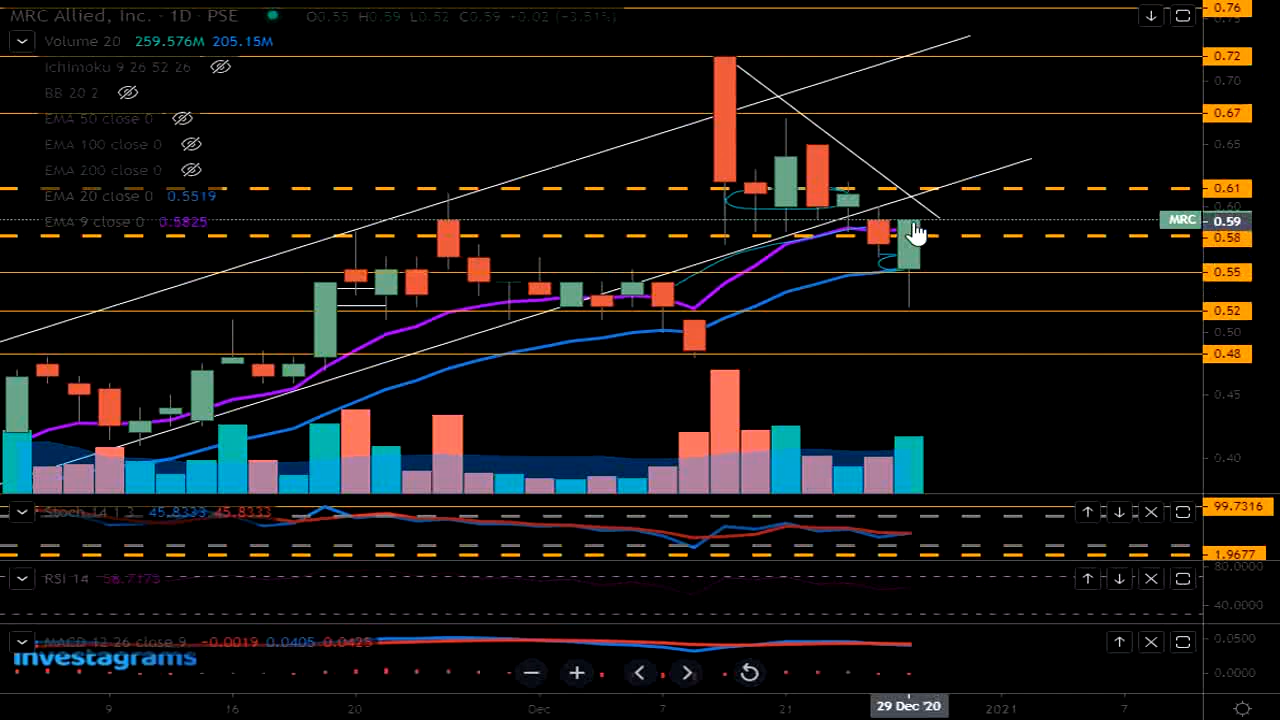 MRC Allied, Inc. · 1D · PSE O0.55 H0.59 L0.52 C0.59 +0.02 (+3.51%)
Volume 20 259.576M 205.15M
Ichimoku 9 26 52 26
BB 20 2
EMA 50 close 0
EMA 100 close 0
EMA 200 close 0
EMA 20 close 0 0.5519
EMA 9 close 0 0.5825
0.76
0.72
0.70
0.67
0.65
0.61
0.60
MRC 0.59
0.58
0.55
0.52
0.50
0.48
0.45
0.40
Stoch 14 1 3 45.8333 45.8333
99.7316
1.9677
RSI 14 58.7175
80.0000
40.0000
MACD 12 26 close 9 −0.0019 0.0405 0.0425
0.0500
0.0000
Investagrams
9 16 20 Dec 7 21 29 Dec '20 2021 7